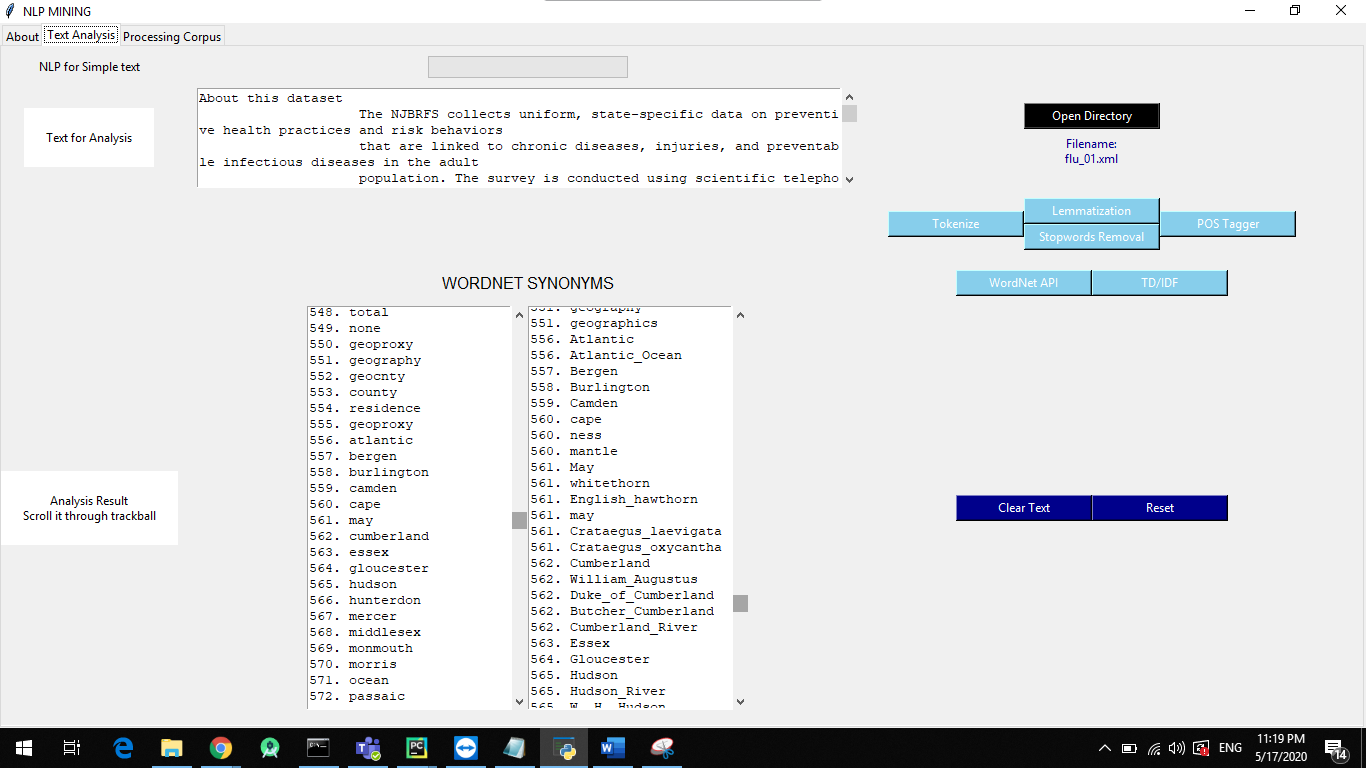 NLP MINING
About Text Analysis Processing Corpus
NLP for Simple text
Text for Analysis
About this dataset
The NJBRFS collects uniform, state-specific data on preventi
ve health practices and risk behaviors
that are linked to chronic diseases, injuries, and preventab
le infectious diseases in the adult
population. The survey is conducted using scientific telepho
Open Directory
Filename:
flu_01.xml
Lemmatization
Tokenize
POS Tagger
Stopwords Removal
WordNet API
TD/IDF
WORDNET SYNONYMS
548. total
549. none
550. geoproxy
551. geography
552. geocnty
553. county
554. residence
555. geoproxy
556. atlantic
557. bergen
558. burlington
559. camden
560. cape
561. may
562. cumberland
563. essex
564. gloucester
565. hudson
566. hunterdon
567. mercer
568. middlesex
569. monmouth
570. morris
571. ocean
572. passaic
551. geography
551. geographics
556. Atlantic
556. Atlantic_Ocean
557. Bergen
558. Burlington
559. Camden
560. cape
560. ness
560. mantle
561. May
561. whitethorn
561. English_hawthorn
561. may
561. Crataegus_laevigata
561. Crataegus_oxycantha
562. Cumberland
562. William_Augustus
562. Duke_of_Cumberland
562. Butcher_Cumberland
562. Cumberland_River
563. Essex
564. Gloucester
565. Hudson
565. Hudson_River
565. W._H._Hudson
Analysis Result
Scroll it through trackball
Clear Text
Reset
ENG
11:19 PM
5/17/2020
14